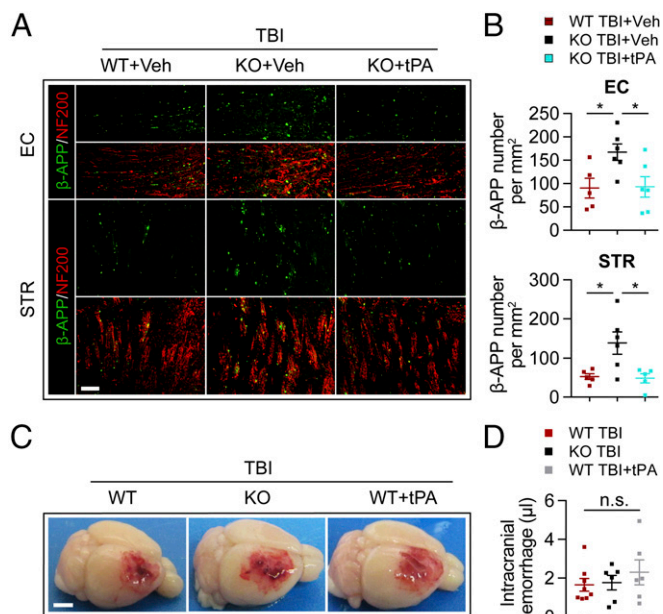 A
TBI
WT+Veh KO+Veh KO+tPA
EC
β-APP/NF200
STR
β-APP/NF200
B
WT TBI+Veh
KO TBI+Veh
KO TBI+tPA
EC
* *
β-APP number
per mm²
250
200
150
100
50
0
STR
* *
β-APP number
per mm²
300
200
100
0
C
TBI
WT KO WT+tPA
D
WT TBI
KO TBI
WT TBI+tPA
n.s.
Intracranial
emorrhage (μl)
6
4
2
0